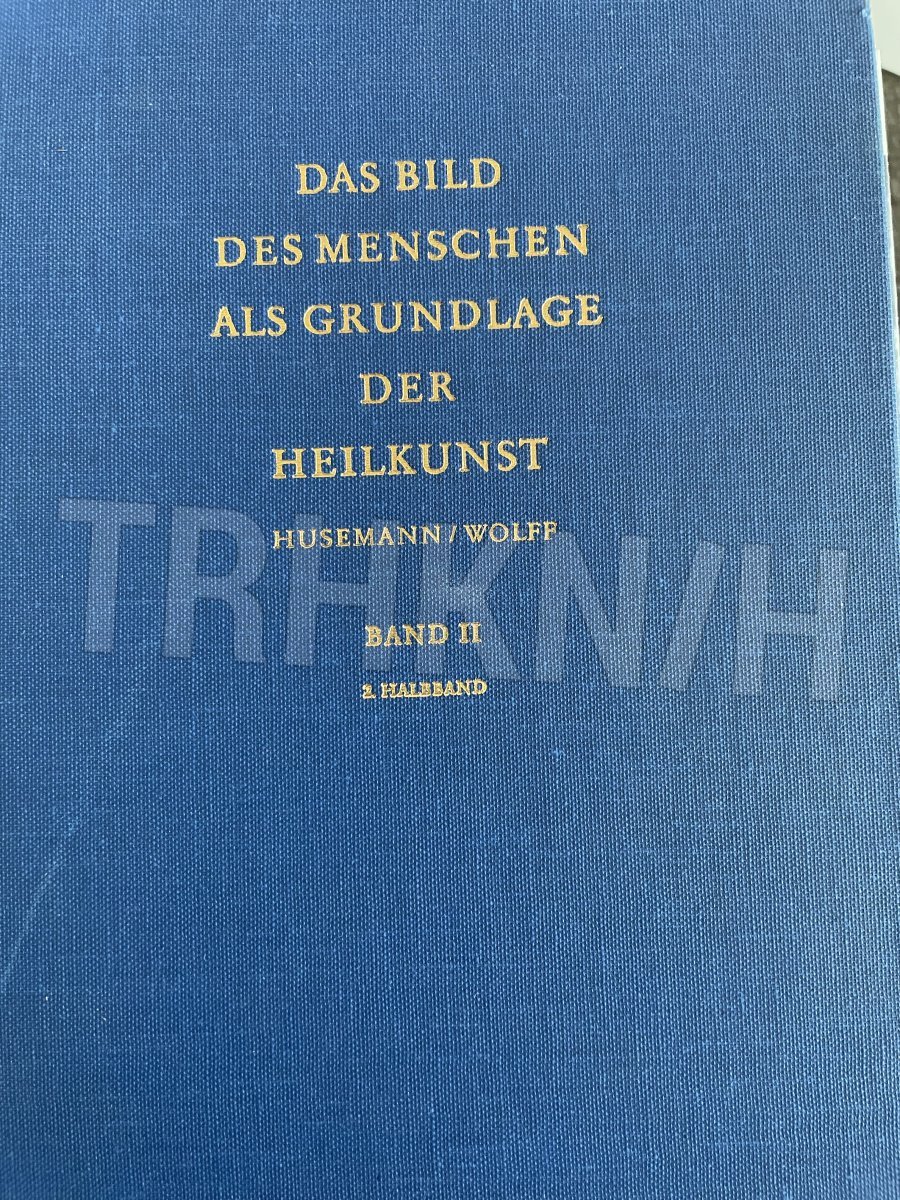 DAS BILD
DES MENSCHEN
ALS GRUNDLAGE
DER
HEILKUNST
HUSEMANN/WOLFF
TRHKN/H
BAND II
2. HALBBAND